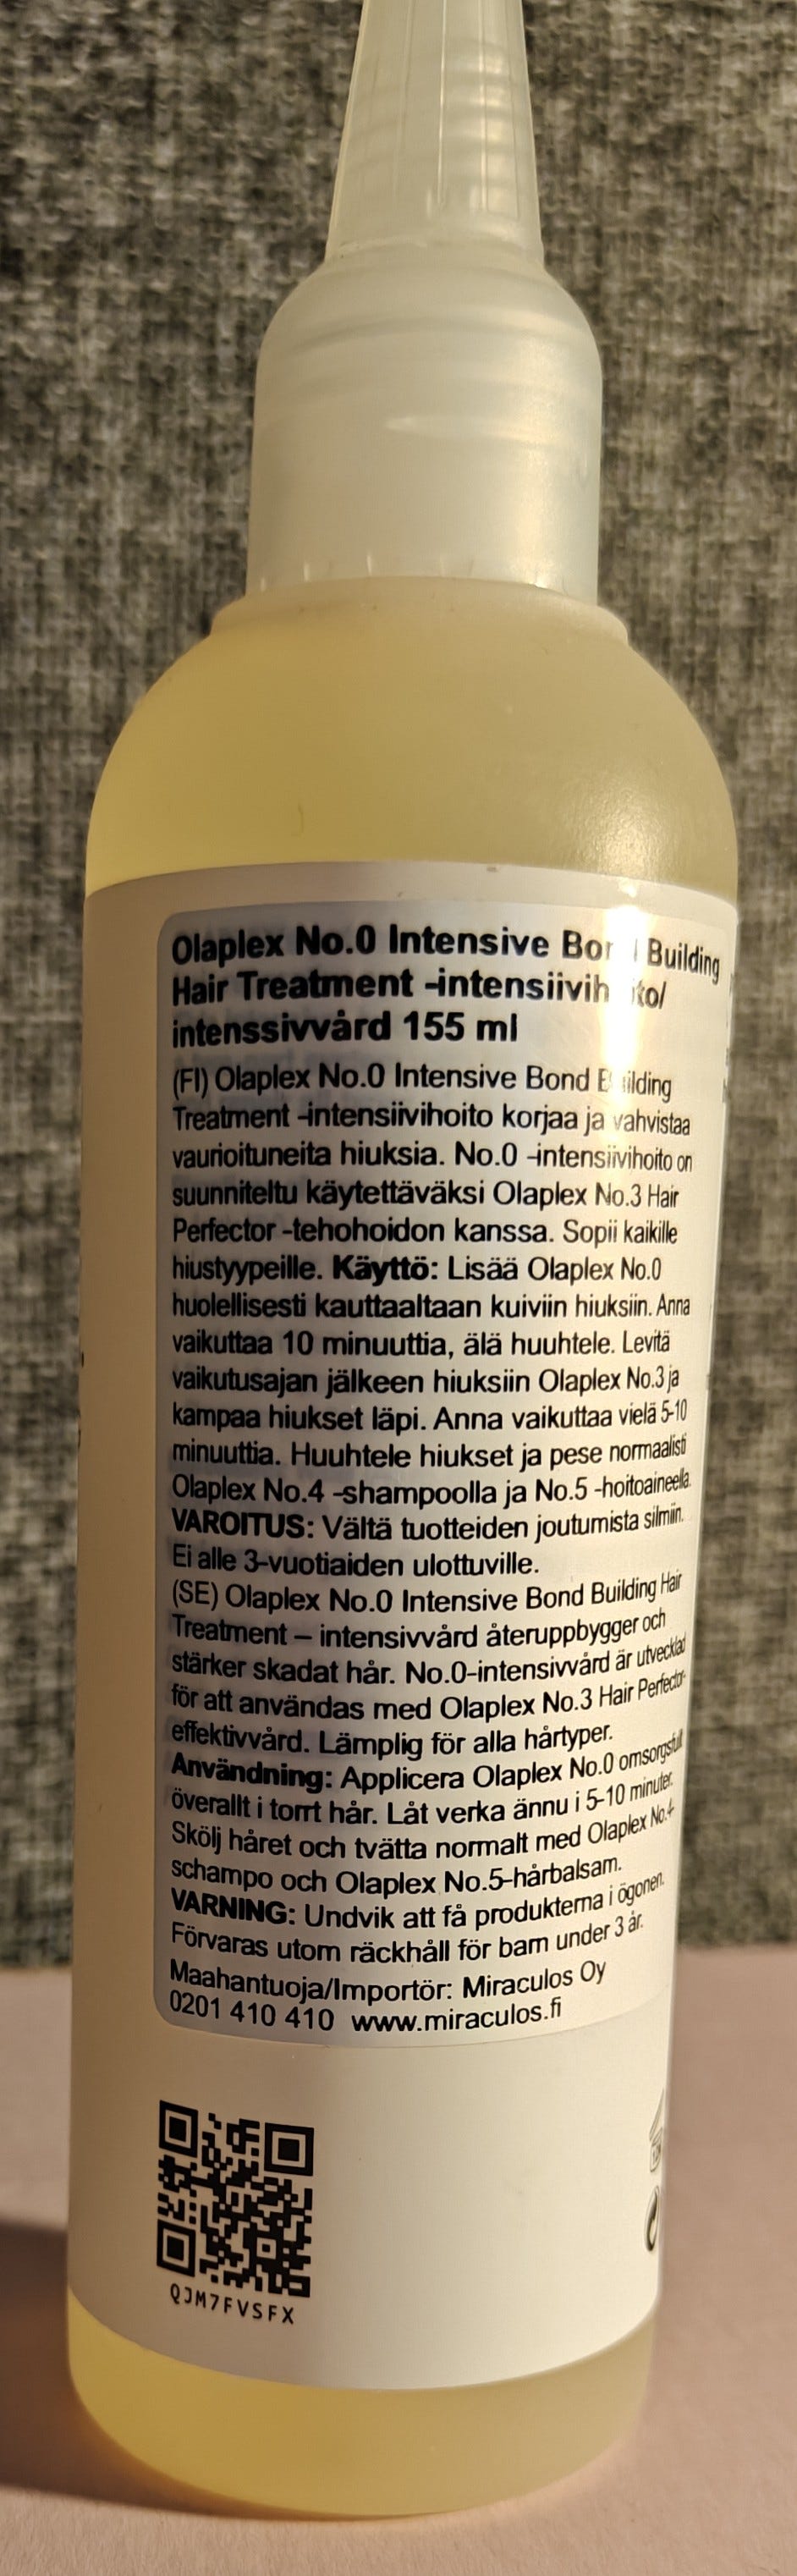 Olaplex No.0 Intensive Building
Hair Treatment
intenssivvård 155 ml
(FI) Olaplex No.0 Intensive Bond
Treatment -intensiivihoito korjaa ja vahvistaa
vaurioituneita hiuksia. No.0 -intensiivihoito on
suunniteltu käytettäväksi Olaplex No.3 Hair
Perfector -tehohoidon kanssa. Sopii kaikille
hiustyypeille. Käyttö: Lisää Olaplex No.0
huolellisesti kauttaaltaan kuiviin hiuksiin. Anna
vaikuttaa 10 minuuttia, älä huuhtele. Levitä
vaikutusajan jälkeen hiuksiin Olaplex No.3 ja
kampaa hiukset läpi. Anna vaikuttaa vielä 5-10
minuuttia. Huuhtele hiukset ja pese normaalisti
Olaplex No.4 -shampoolla ja No.5 -hoitoaineella.
VAROITUS: Vältä tuotteiden joutumista silmiin.
Ei alle 3-vuotiaiden ulottuville.
(SE) Olaplex No.0 Intensive Bond Building Hair
Treatment – intensivvård återuppbygger och
stärker skadat hår. No.0-intensivvård är utvecklad
för att användas med Olaplex No.3 Hair Perfector-
effektivvård. Lämplig för alla hårtyper.
Användning: Applicera Olaplex No.0 omsorgsfullt
överallt i torrt hår. Låt verka ännu i 5-10 minuter.
Skölj håret och tvätta normalt med Olaplex No.4-
schampo och Olaplex No.5-hårbalsam.
VARNING: Undvik att få produkterna i ögonen.
Förvaras utom räckhåll för barn under 3 år.
Maahantuoja/Importör: Miraculos Oy
0201 410 410 www.miraculos.fi
QJM7FVSFX